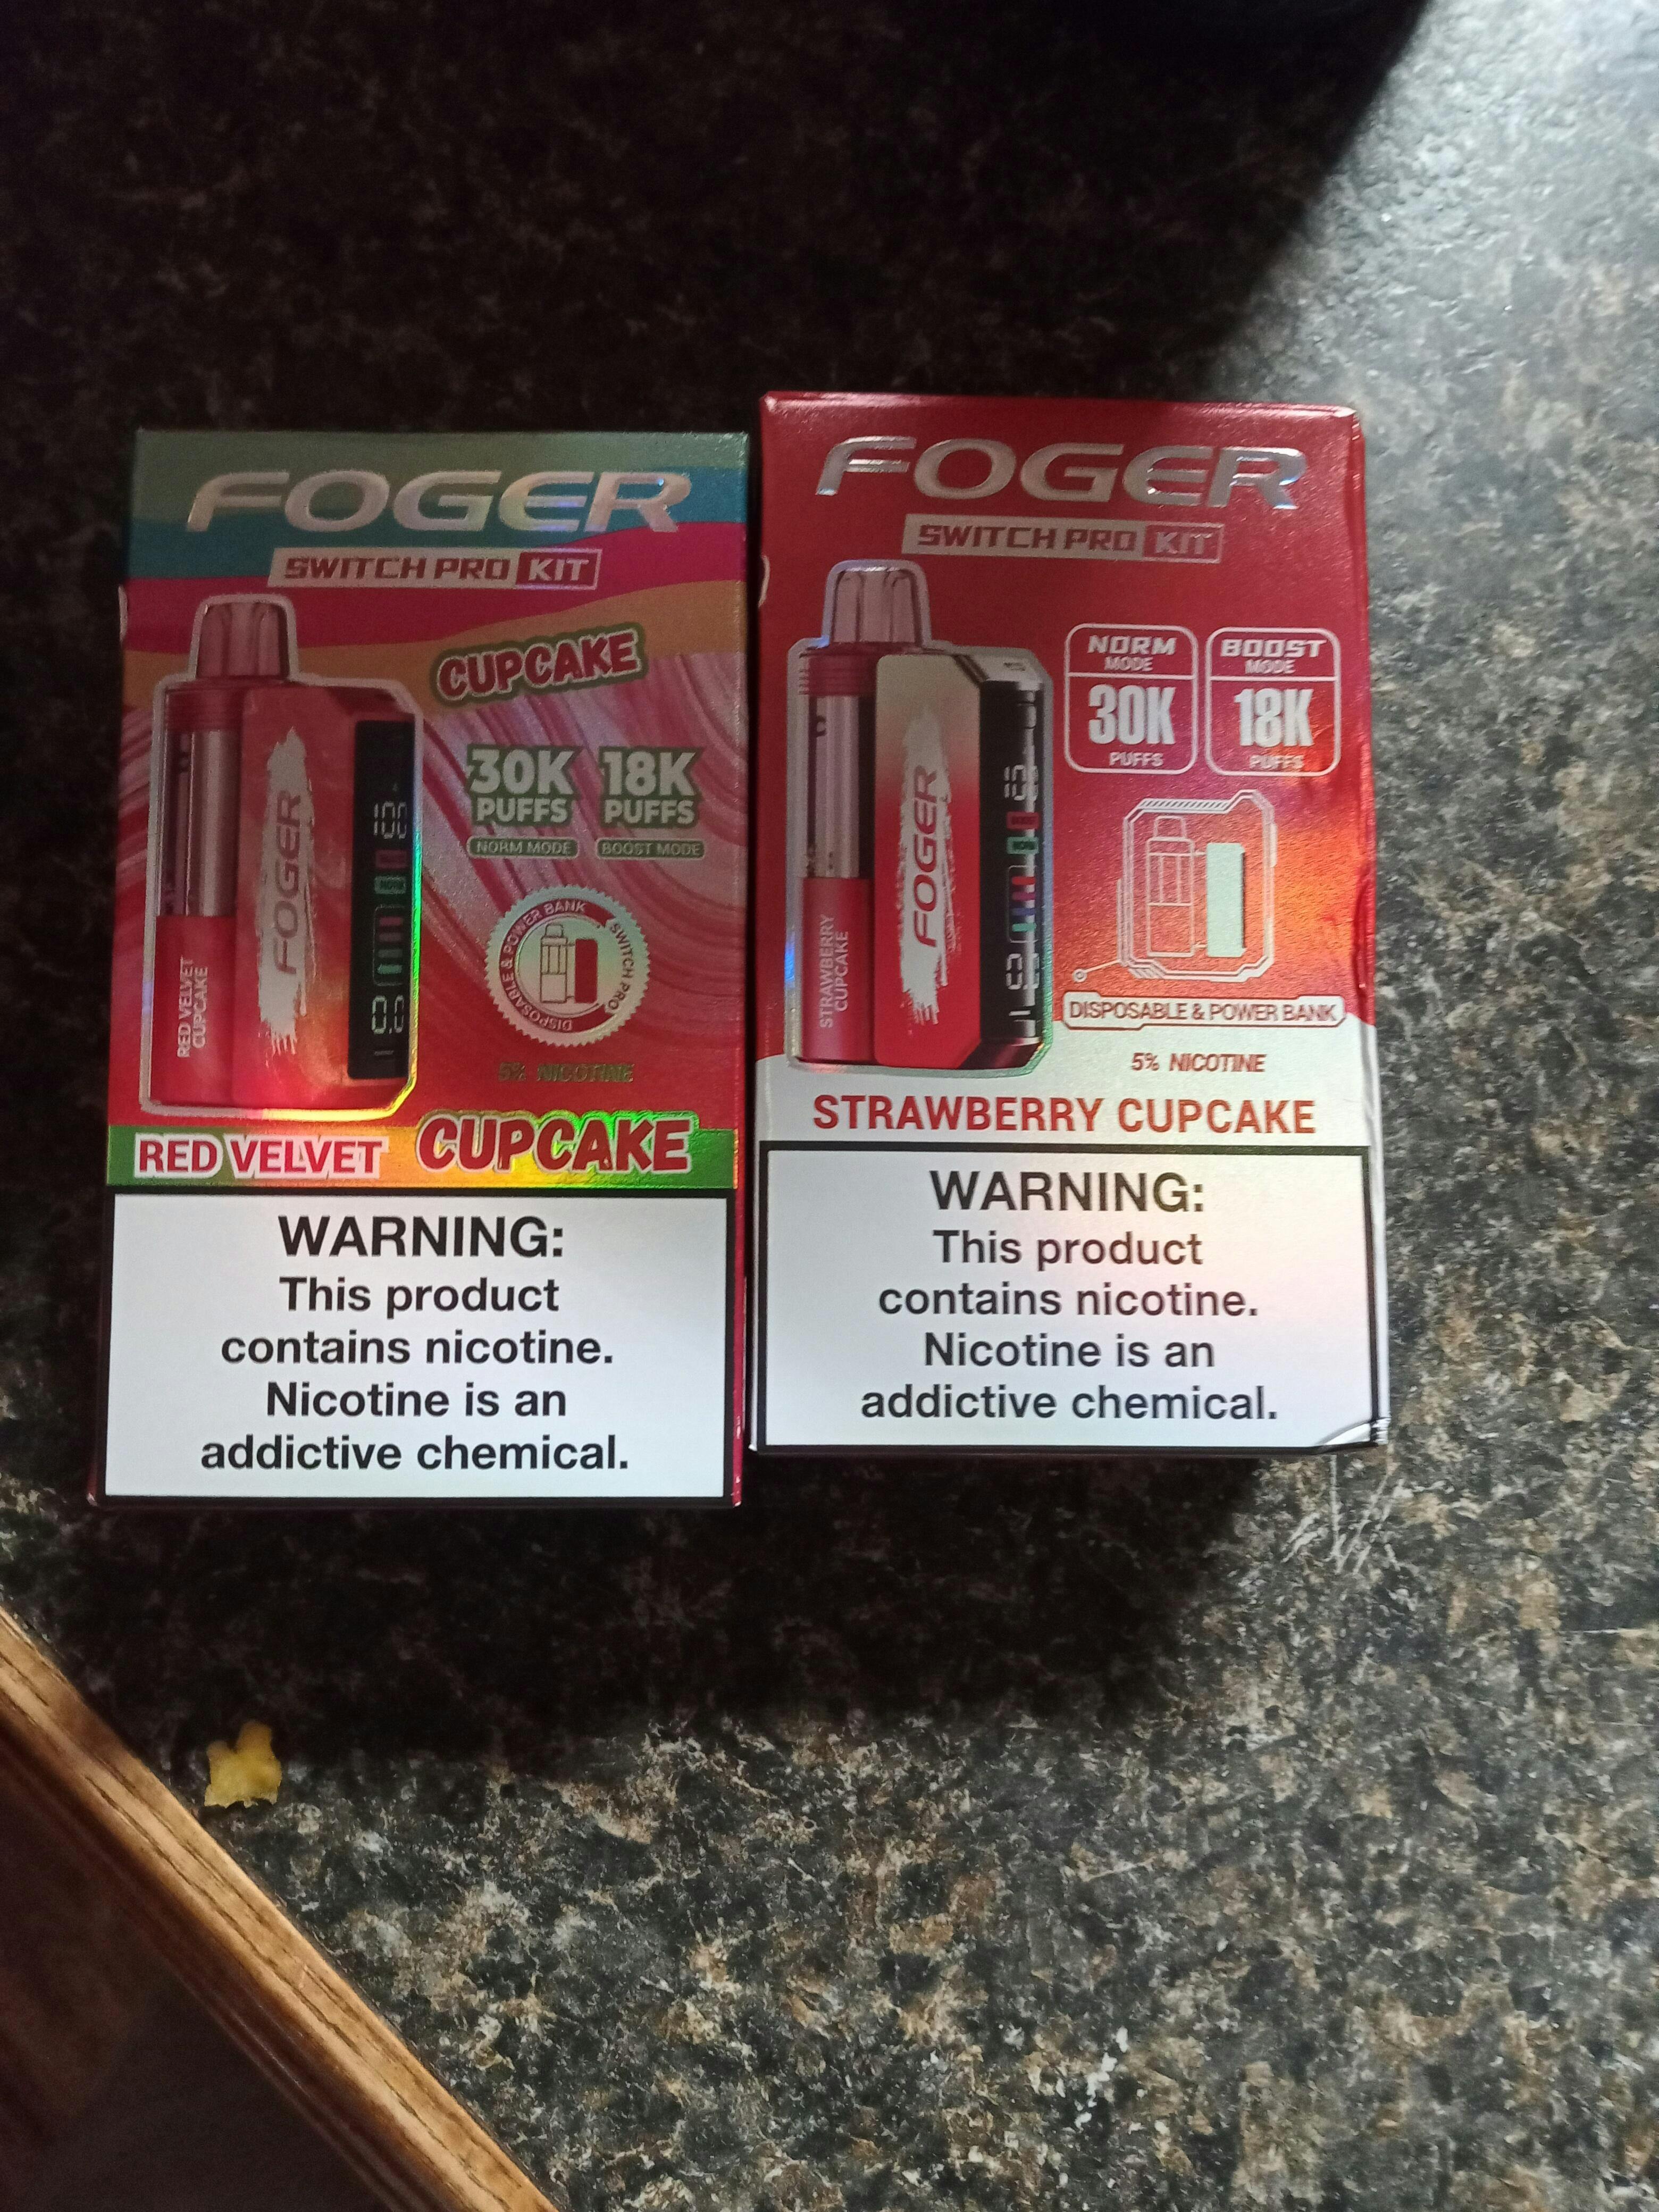 FOGER
SWITCH PRO KIT
CUPCAKE
30K 18K
PUFFS PUFFS
NORM MODE BOOST MODE
FOGER
RED VELVET
CUPCAKE
DISPOSABLE & POWER BANK
SWITCH PRO
5% NICOTINE
RED VELVET CUPCAKE
WARNING:
This product
contains nicotine.
Nicotine is an
addictive chemical.
FOGER
SWITCH PRO KIT
NORM BOOST
MODE MODE
30K 18K
PUFFS PUFFS
FOGER
STRAWBERRY
CUPCAKE
DISPOSABLE & POWER BANK
5% NICOTINE
STRAWBERRY CUPCAKE
WARNING:
This product
contains nicotine.
Nicotine is an
addictive chemical.